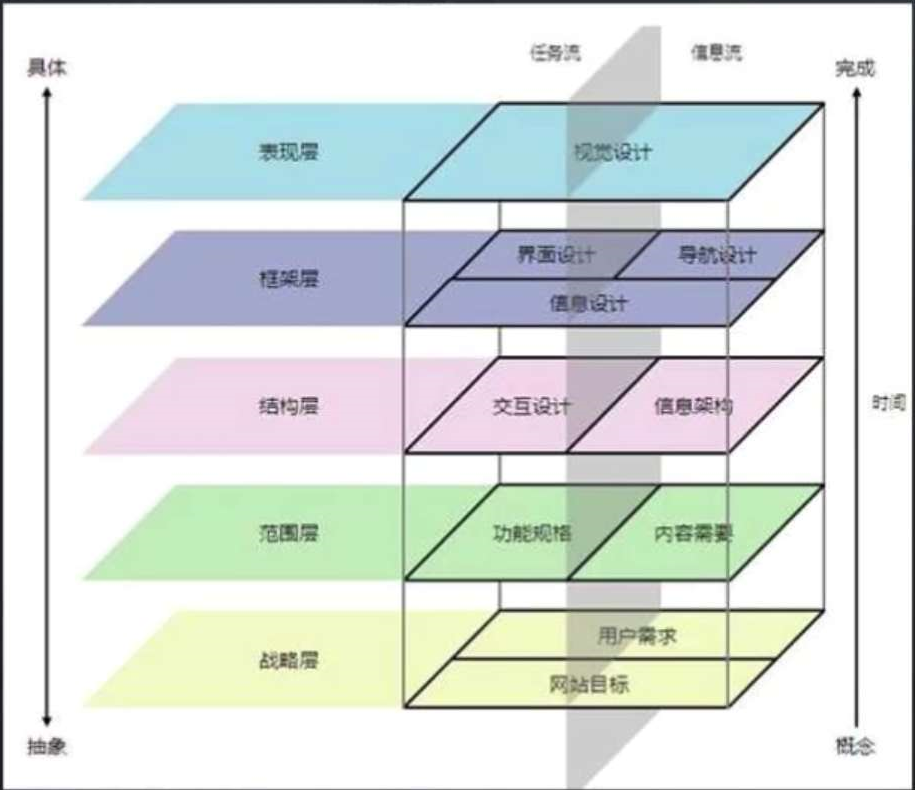 任务流 信息流
具体 完成
表现层 视觉设计
界面设计 导航设计
框架层
信息设计
结构层 交互设计 信息架构 时间
范围层 功能规格 内容需要
用户需求
战略层
网站目标
抽象 概念